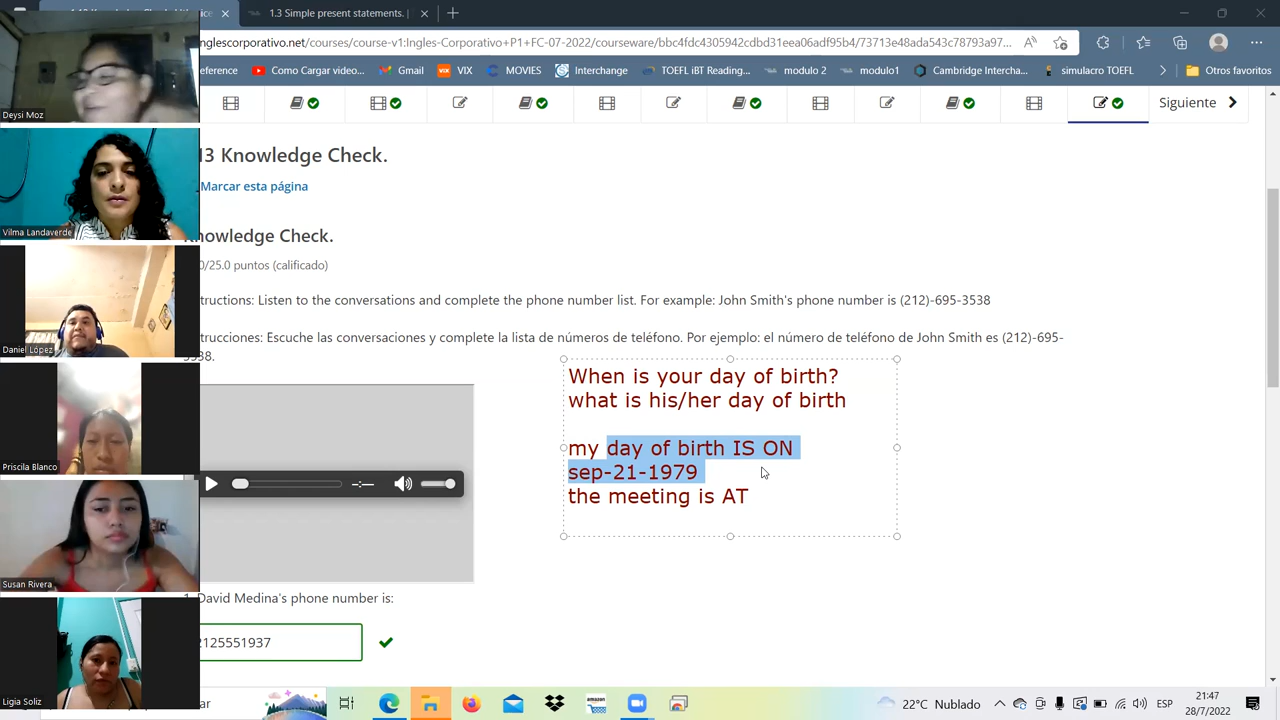 1.3 Simple present statements.
nglescorporativo.net/courses/course-v1:Ingles-Corporativo+P1+FC-07-2022/courseware/bbc4fdc4305942cdbd31eea06adf95b4/73713e48ada543c78793a97...
eference
Como Cargar video...
Gmail
VIX
MOVIES
Interchange
TOEFL iBT Reading...
modulo 2
modulo1
Cambridge Intercha...
simulacro TOEFL
Otros favoritos
Siguiente
13 Knowledge Check.
Marcar esta página
Knowledge Check.
0/25.0 puntos (calificado)
tructions: Listen to the conversations and complete the phone number list. For example: John Smith's phone number is (212)-695-3538
trucciones: Escuche las conversaciones y complete la lista de números de teléfono. Por ejemplo: el número de teléfono de John Smith es (212)-695-
3538.
When is your day of birth?
what is his/her day of birth
my day of birth IS ON
sep-21-1979
the meeting is AT
-:--
1. David Medina's phone number is:
2125551937
Deysi Moz
Vilma Landaverde
Daniel López
Priscila Blanco
Susan Rivera
Ligia Soliz
ar
amazon
22°C Nublado
ESP
21:47
28/7/2022